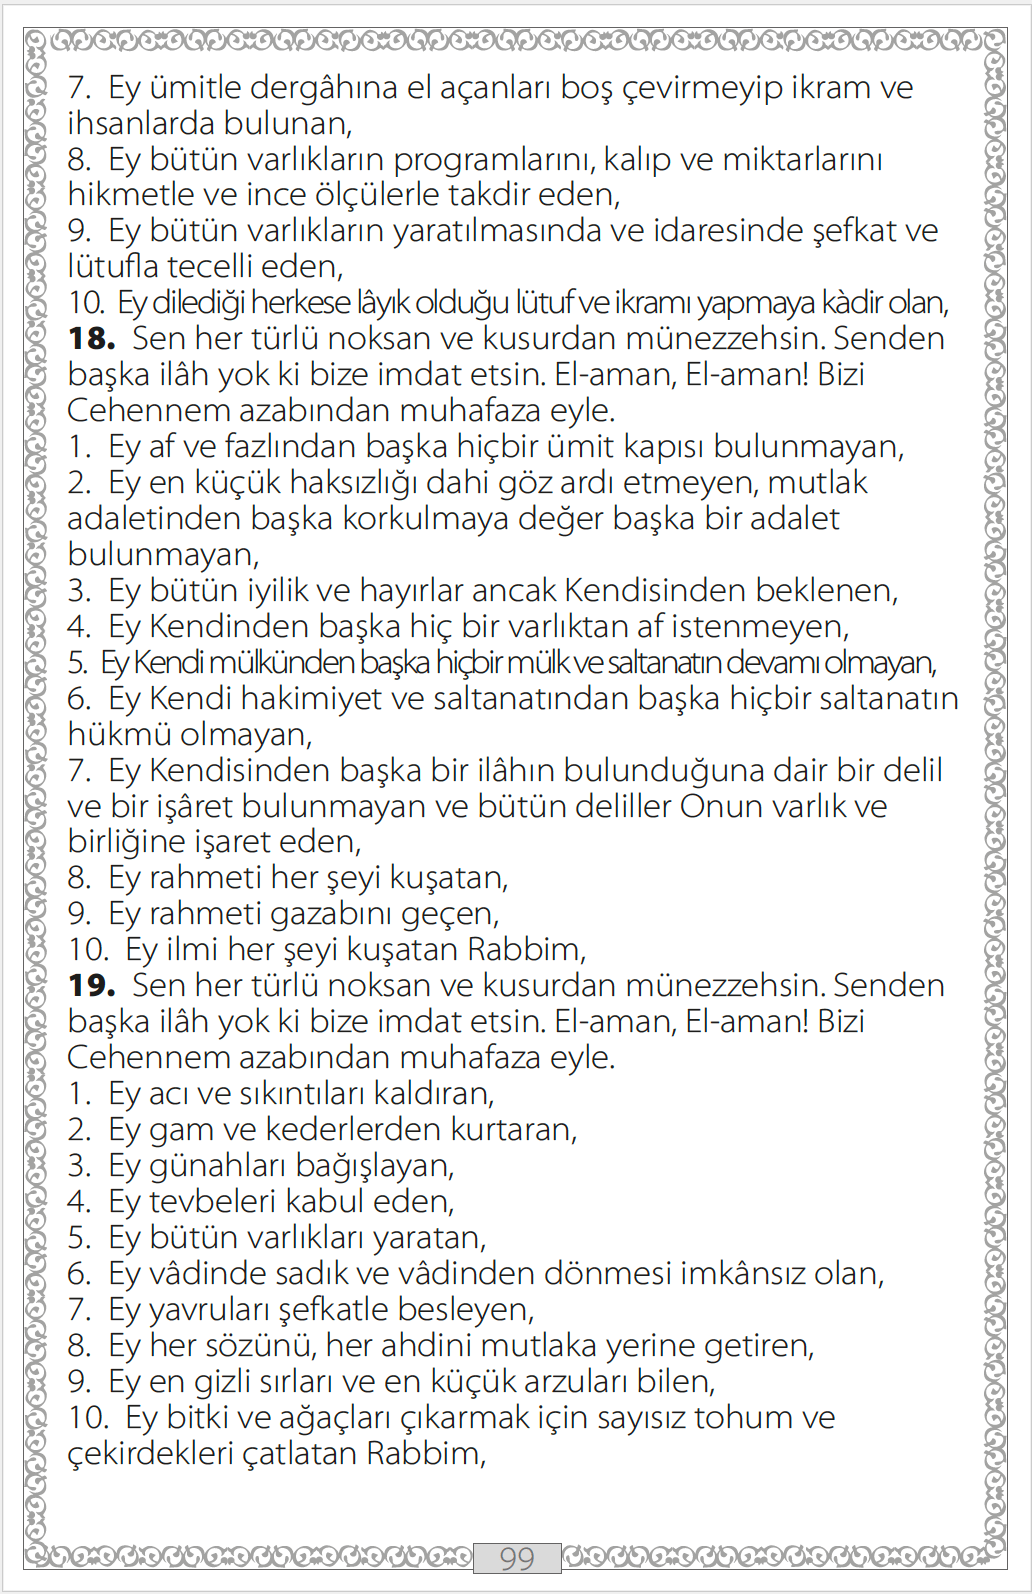 7. Ey ümitle dergâhına el açanları boş çevirmeyip ikram ve
ihsanlarda bulunan,
8. Ey bütün varlıkların programlarını, kalıp ve miktarlarını
hikmetle ve ince ölçülerle takdir eden,
9. Ey bütün varlıkların yaratılmasında ve idaresinde şefkat ve
lütufla tecelli eden,
10. Ey dilediği herkese lâyık olduğu lütuf ve ikramı yapmaya kàdir olan,
18. Sen her türlü noksan ve kusurdan münezzehsin. Senden
başka ilâh yok ki bize imdat etsin. El-aman, El-aman! Bizi
Cehennem azabından muhafaza eyle.
1. Ey af ve fazlından başka hiçbir ümit kapısı bulunmayan,
2. Ey en küçük haksızlığı dahi göz ardı etmeyen, mutlak
adaletinden başka korkulmaya değer başka bir adalet
bulunmayan,
3. Ey bütün iyilik ve hayırlar ancak Kendisinden beklenen,
4. Ey Kendinden başka hiç bir varlıktan af istenmeyen,
5. Ey Kendi mülkünden başka hiçbir mülk ve saltanatın devamı olmayan,
6. Ey Kendi hakimiyet ve saltanatından başka hiçbir saltanatın
hükmü olmayan,
7. Ey Kendisinden başka bir ilâhın bulunduğuna dair bir delil
ve bir işâret bulunmayan ve bütün deliller Onun varlık ve
birliğine işaret eden,
8. Ey rahmeti her şeyi kuşatan,
9. Ey rahmeti gazabını geçen,
10. Ey ilmi her şeyi kuşatan Rabbim,
19. Sen her türlü noksan ve kusurdan münezzehsin. Senden
başka ilâh yok ki bize imdat etsin. El-aman, El-aman! Bizi
Cehennem azabından muhafaza eyle.
1. Ey acı ve sıkıntıları kaldıran,
2. Ey gam ve kederlerden kurtaran,
3. Ey günahları bağışlayan,
4. Ey tevbeleri kabul eden,
5. Ey bütün varlıkları yaratan,
6. Ey vâdinde sadık ve vâdinden dönmesi imkânsız olan,
7. Ey yavruları şefkatle besleyen,
8. Ey her sözünü, her ahdini mutlaka yerine getiren,
9. Ey en gizli sırları ve en küçük arzuları bilen,
10. Ey bitki ve ağaçları çıkarmak için sayısız tohum ve
çekirdekleri çatlatan Rabbim,
99